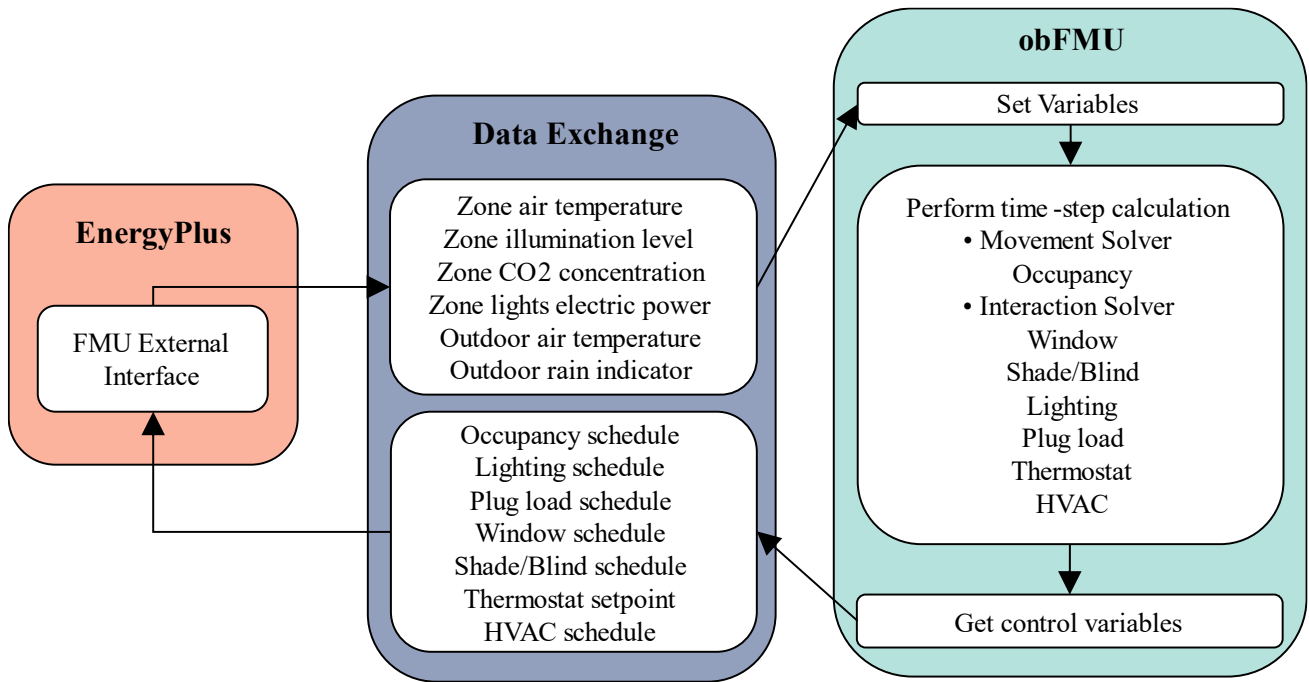 EnergyPlus
FMU External
Interface
Data Exchange
Zone air temperature
Zone illumination level
Zone CO2 concentration
Zone lights electric power
Outdoor air temperature
Outdoor rain indicator
Occupancy schedule
Lighting schedule
Plug load schedule
Window schedule
Shade/Blind schedule
Thermostat setpoint
HVAC schedule
obFMU
Set Variables
Perform time -step calculation
• Movement Solver
Occupancy
• Interaction Solver
Window
Shade/Blind
Lighting
Plug load
Thermostat
HVAC
Get control variables